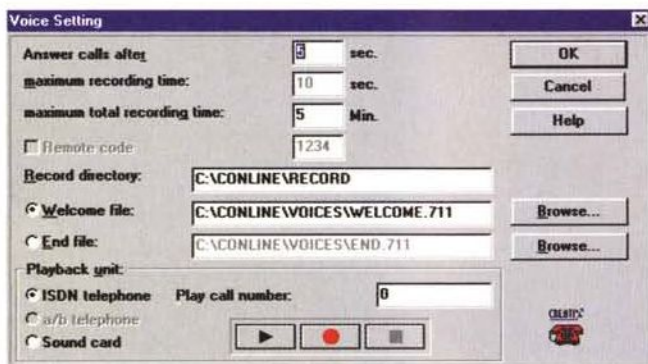 Voice Setting
Answer calls after 5 sec. OK
maximum recording time: 10 sec. Cancel
maximum total recording time: 5 Min. Help
Remote code 1234
Record directory: C:\CONLINE\RECORD
Welcome file: C:\CONLINE\VOICES\WELCOME.711 Browse...
End file: C:\CONLINE\VOICES\END.711 Browse...
Playback unit:
ISDN telephone Play call number: 0
a/b telephone
Sound card